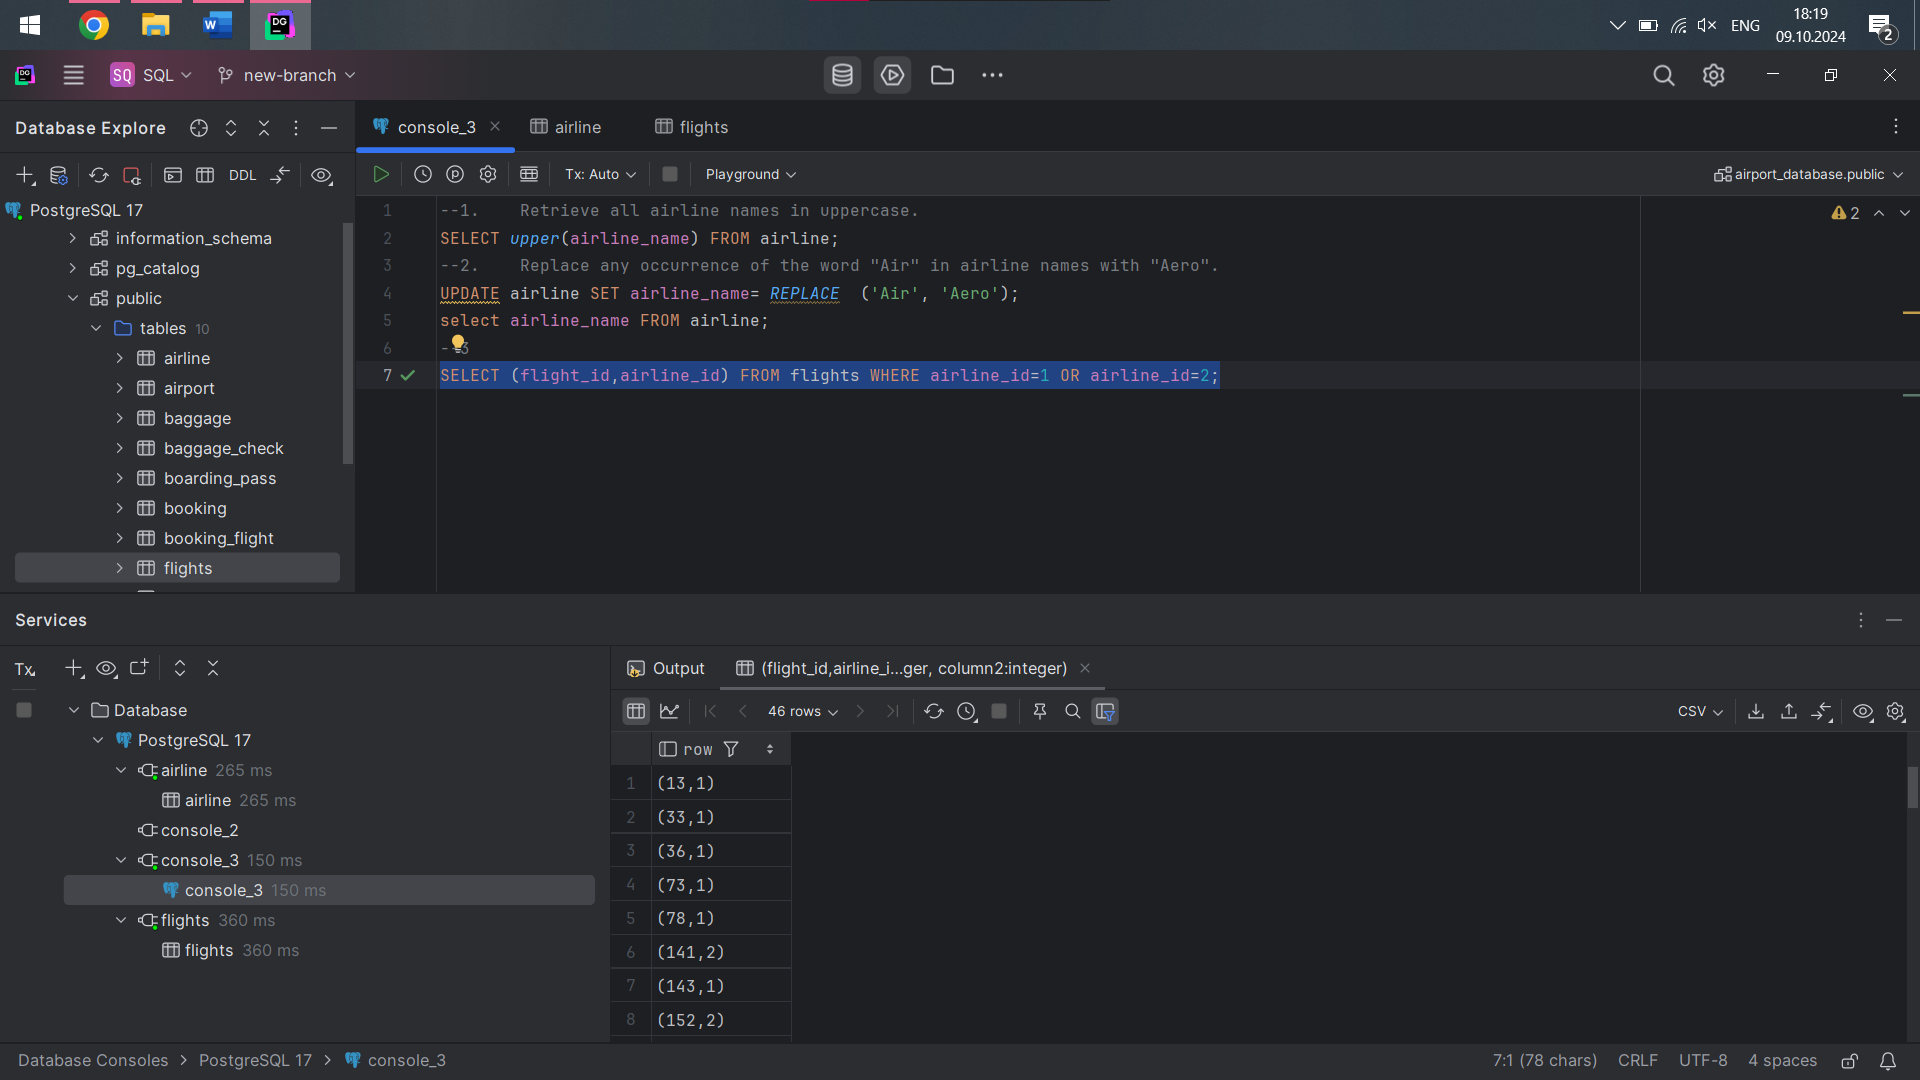 ENG
18:19
09.10.2024
2
SQ SQL
new-branch
Database Explore
console_3
airline
flights
DDL
Tx: Auto
Playground
airport_database.public
PostgreSQL 17
information_schema
pg_catalog
public
tables 10
airline
airport
baggage
baggage_check
boarding_pass
booking
booking_flight
flights
1 --1.    Retrieve all airline names in uppercase.
2 SELECT upper(airline_name) FROM airline;
3 --2.    Replace any occurrence of the word "Air" in airline names with "Aero".
4 UPDATE airline SET airline_name= REPLACE  ('Air', 'Aero');
5 select airline_name FROM airline;
6 --3
7 SELECT (flight_id,airline_id) FROM flights WHERE airline_id=1 OR airline_id=2;
2
Services
Tx
Database
PostgreSQL 17
airline 265 ms
airline 265 ms
console_2
console_3 150 ms
console_3 150 ms
flights 360 ms
flights 360 ms
Output
(flight_id,airline_i...ger, column2:integer)
46 rows
CSV
row
1 (13,1)
2 (33,1)
3 (36,1)
4 (73,1)
5 (78,1)
6 (141,2)
7 (143,1)
8 (152,2)
Database Consoles > PostgreSQL 17 > console_3
7:1 (78 chars)
CRLF
UTF-8
4 spaces